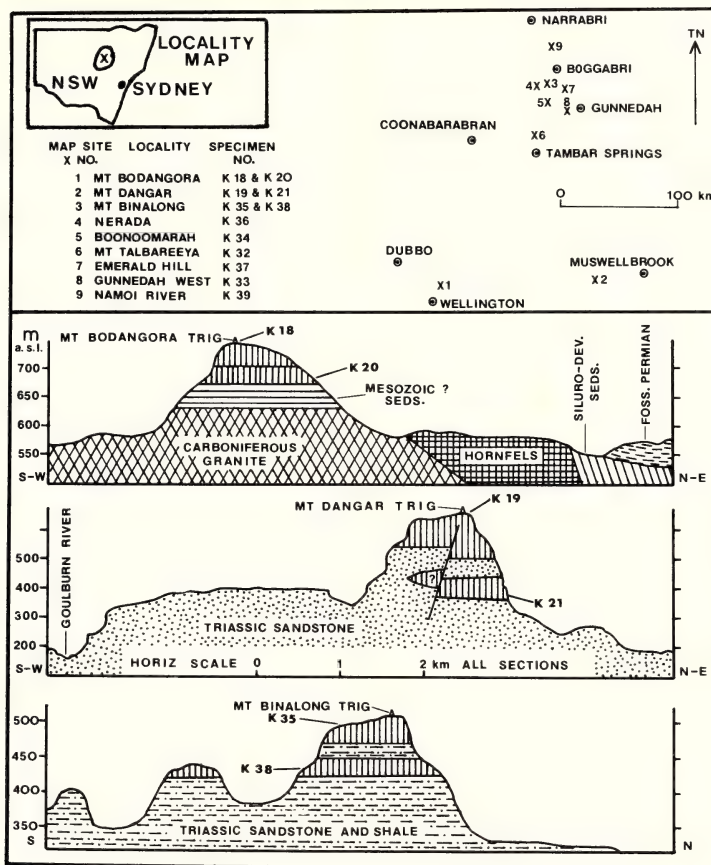 LOCALITY
MAP
X
NSW
SYDNEY
MAP SITE LOCALITY SPECIMEN
X NO. NO.
1 MT BODANGORA K 18 & K 20
2 MT DANGAR K 19 & K 21
3 MT BINALONG K 35 & K 38
4 NERADA K 36
5 BOONOOMARAH K 34
6 MT TALBAREEYA K 32
7 EMERALD HILL K 37
8 GUNNEDAH WEST K 33
9 NAMOI RIVER K 39
NARRABRI
TN
X9
BOGGABRI
4X X3 X7
5X 8
X
GUNNEDAH
COONABARABRAN
X6
TAMBAR SPRINGS
0 100 km
DUBBO
MUSWELLBROOK
X1
X2
WELLINGTON
m
a.s.l.
MT BODANGORA TRIG
K 18
700
K 20
650
MESOZOIC ?
SEDS.
600
550
CARBONIFEROUS
GRANITE
HORNFELS
SILURO-DEV.
SEDS.
FOSS. PERMIAN
S-W
N-E
MT DANGAR TRIG
K 19
GOULBURN RIVER
500
400
300
200
?
K 21
TRIASSIC SANDSTONE
S-W
HORIZ SCALE 0 1 2 km ALL SECTIONS
N-E
MT BINALONG TRIG
K 35
500
450
K 38
400
350
TRIASSIC SANDSTONE AND SHALE
S
N